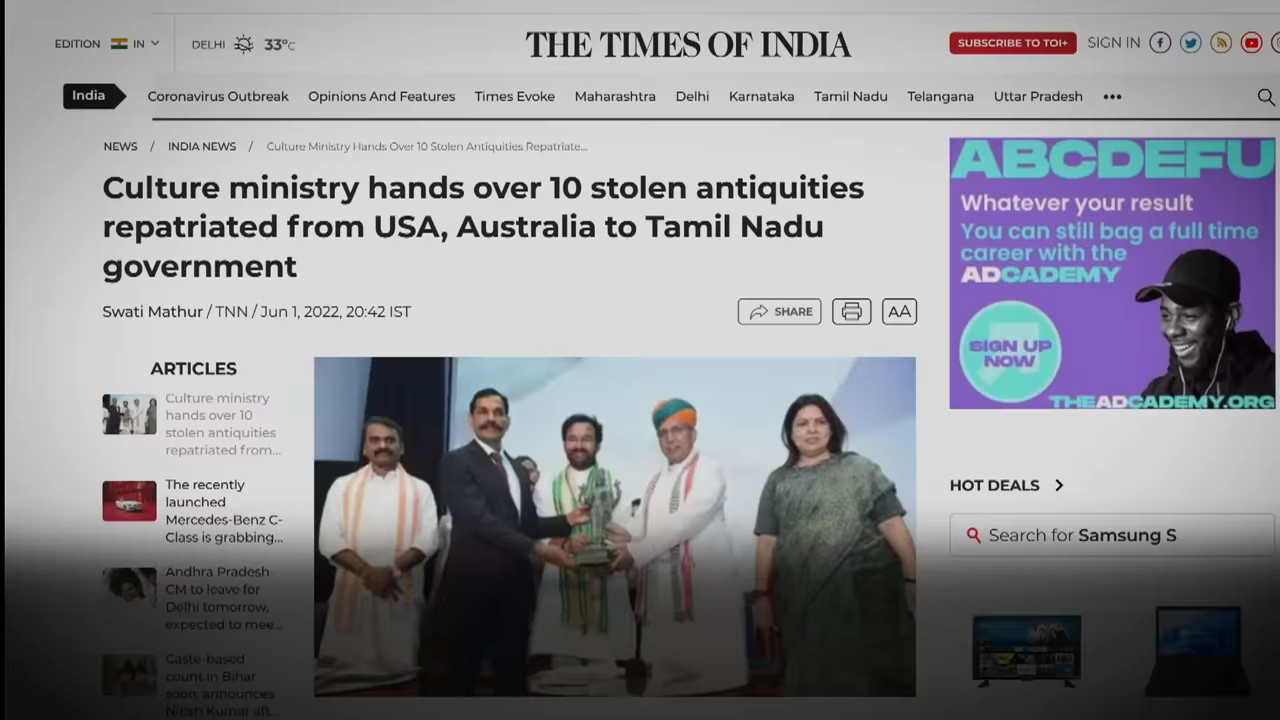 EDITION IN
DELHI 33°C
THE TIMES OF INDIA
SUBSCRIBE TO TOI+
SIGN IN
India
Coronavirus Outbreak Opinions And Features Times Evoke Maharashtra Delhi Karnataka Tamil Nadu Telangana Uttar Pradesh •••
NEWS / INDIA NEWS / Culture Ministry Hands Over 10 Stolen Antiquities Repatriate...
Culture ministry hands over 10 stolen antiquities
repatriated from USA, Australia to Tamil Nadu
government
Swati Mathur / TNN / Jun 1, 2022, 20:42 IST
SHARE
AA
ARTICLES
Culture ministry
hands over 10
stolen antiquities
repatriated from...
The recently
launched
Mercedes-Benz C-
Class is grabbing...
Andhra Pradesh
CM to leave for
Delhi tomorrow,
expected to mee...
Caste-based
count in Bihar
soon, announces
Nitish Kumar aft...
ABCDEFU
Whatever your result
You can still bag a full time
career with the
ADCADEMY
SIGN UP
NOW
THEADCADEMY.ORG
HOT DEALS
Search for Samsung S